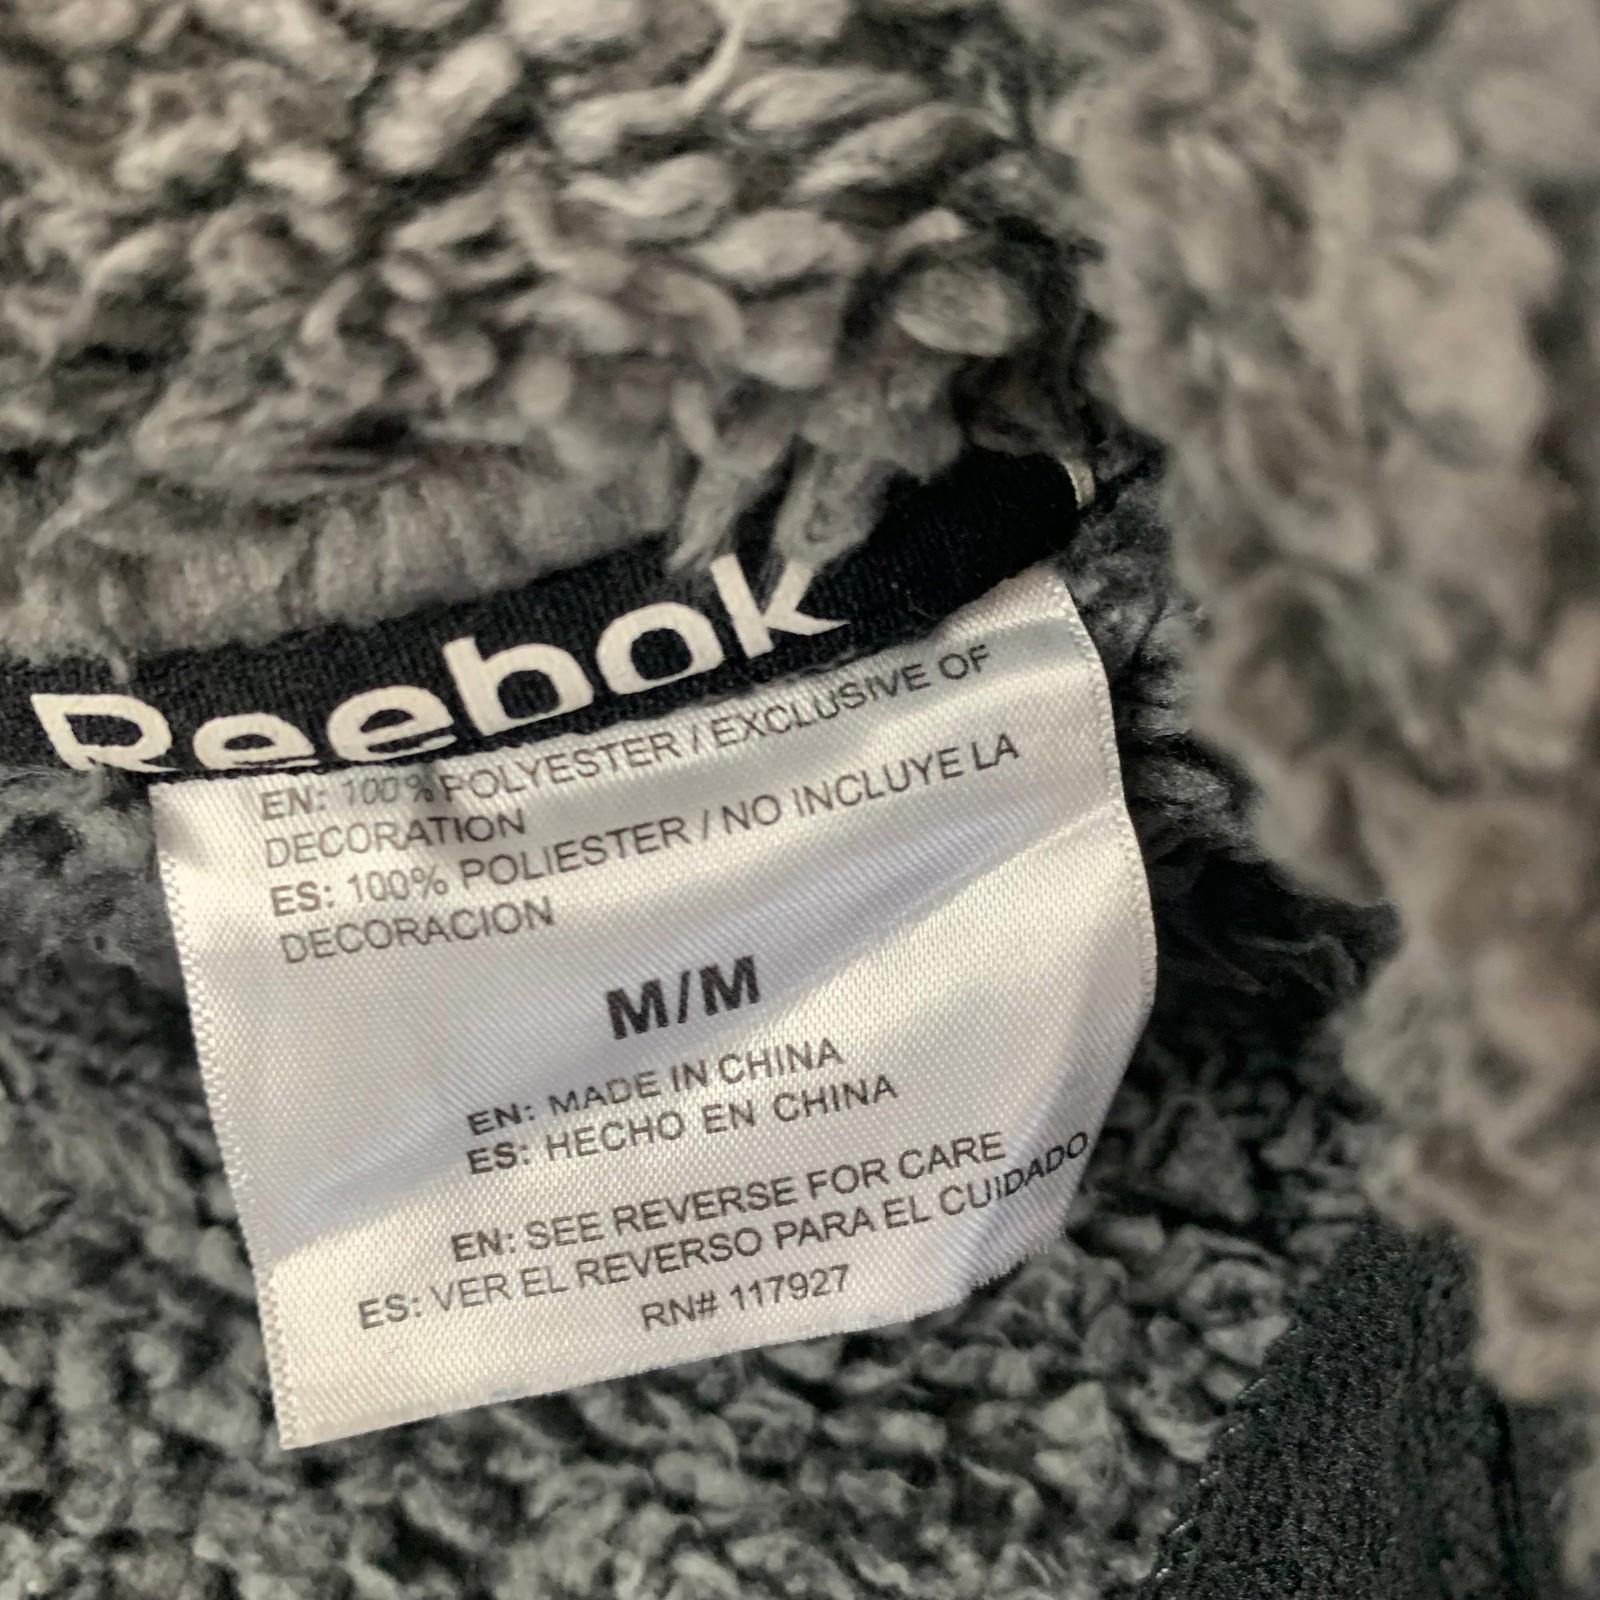 Reebok
EN: 100% POLYESTER / EXCLUSIVE OF
DECORATION
ES: 100% POLIESTER / NO INCLUYE LA
DECORACION
M/M
EN: MADE IN CHINA
ES: HECHO EN CHINA
EN: SEE REVERSE FOR CARE
ES: VER EL REVERSO PARA EL CUIDADO
RN# 117927